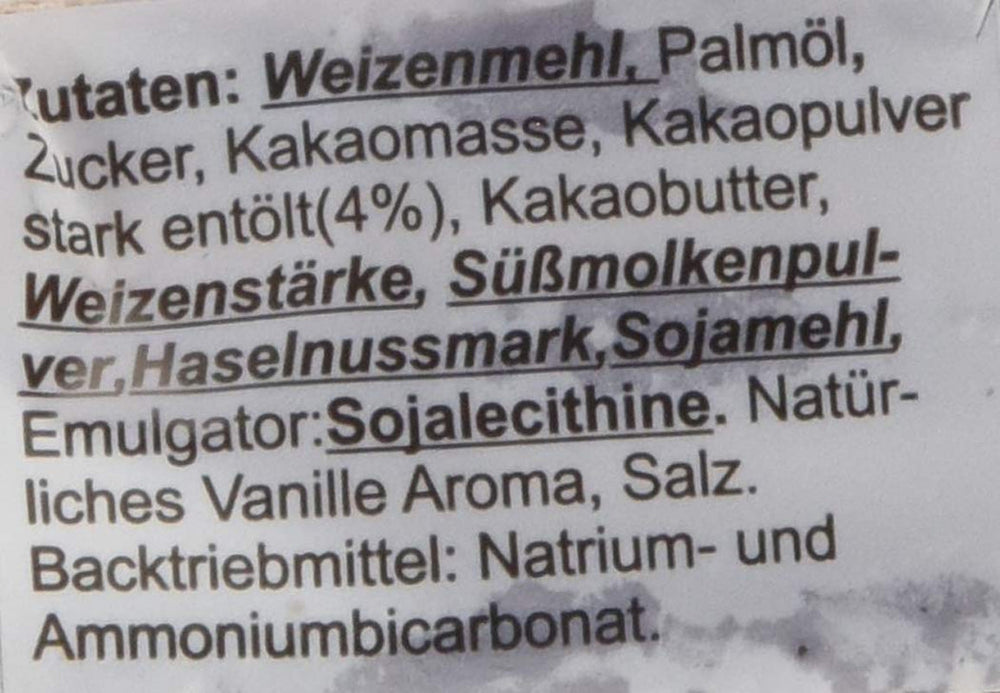 Zutaten: Weizenmehl, Palmöl,
Zucker, Kakaomasse, Kakaopulver
stark entölt(4%), Kakaobutter,
Weizenstärke, Süßmolkenpul-
ver,Haselnussmark,Sojamehl,
Emulgator:Sojalecithine. Natür-
liches Vanille Aroma, Salz.
Backtriebmittel: Natrium- und
Ammoniumbicarbonat.